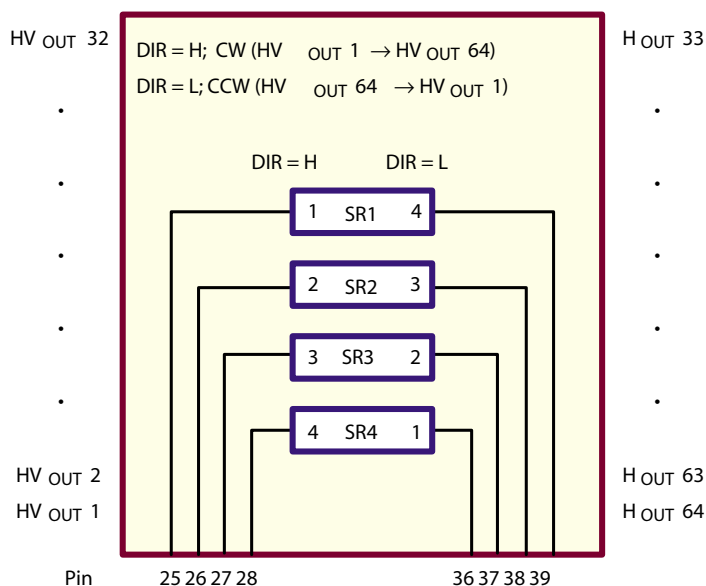 HV OUT 32
H OUT 33
DIR = H; CW (HV OUT 1 → HV OUT 64)
DIR = L; CCW (HV OUT 64 → HV OUT 1)
DIR = H DIR = L
1 SR1 4
2 SR2 3
3 SR3 2
4 SR4 1
HV OUT 2
H OUT 63
HV OUT 1
H OUT 64
Pin 25 26 27 28 36 37 38 39